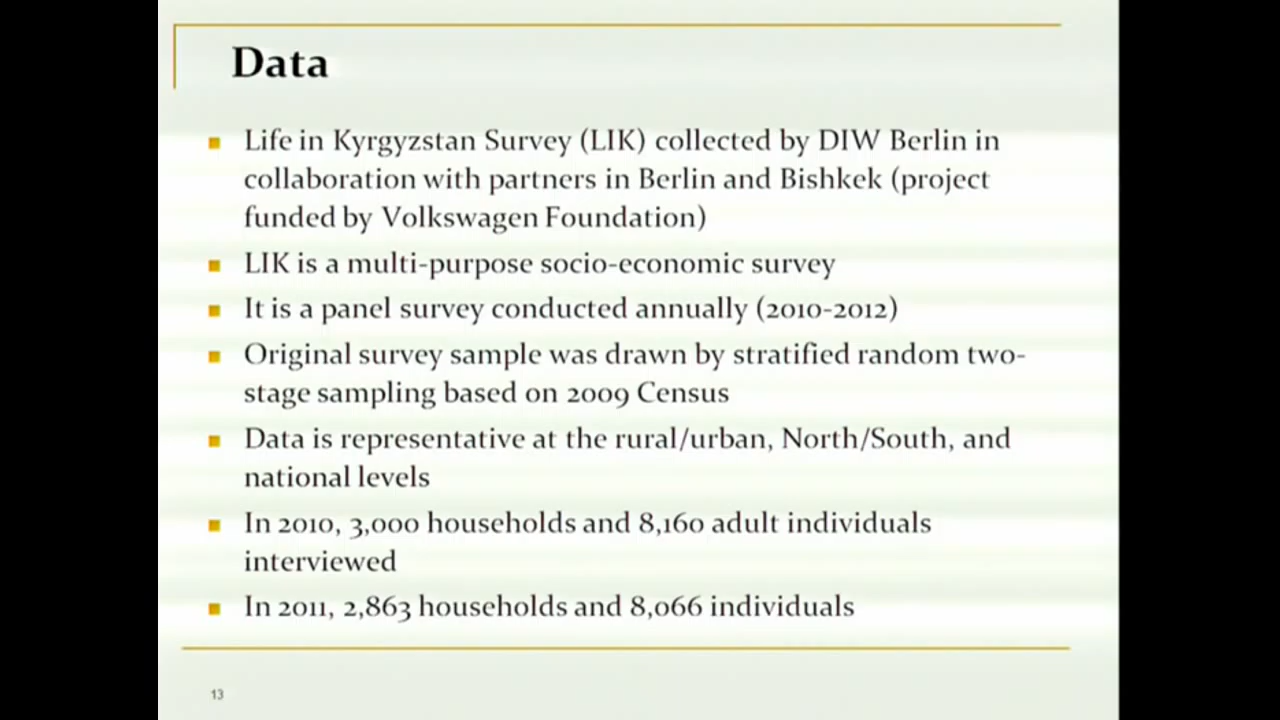 Data
Life in Kyrgyzstan Survey (LIK) collected by DIW Berlin in
collaboration with partners in Berlin and Bishkek (project
funded by Volkswagen Foundation)
LIK is a multi-purpose socio-economic survey
It is a panel survey conducted annually (2010-2012)
Original survey sample was drawn by stratified random two-
stage sampling based on 2009 Census
Data is representative at the rural/urban, North/South, and
national levels
In 2010, 3,000 households and 8,160 adult individuals
interviewed
In 2011, 2,863 households and 8,066 individuals
13